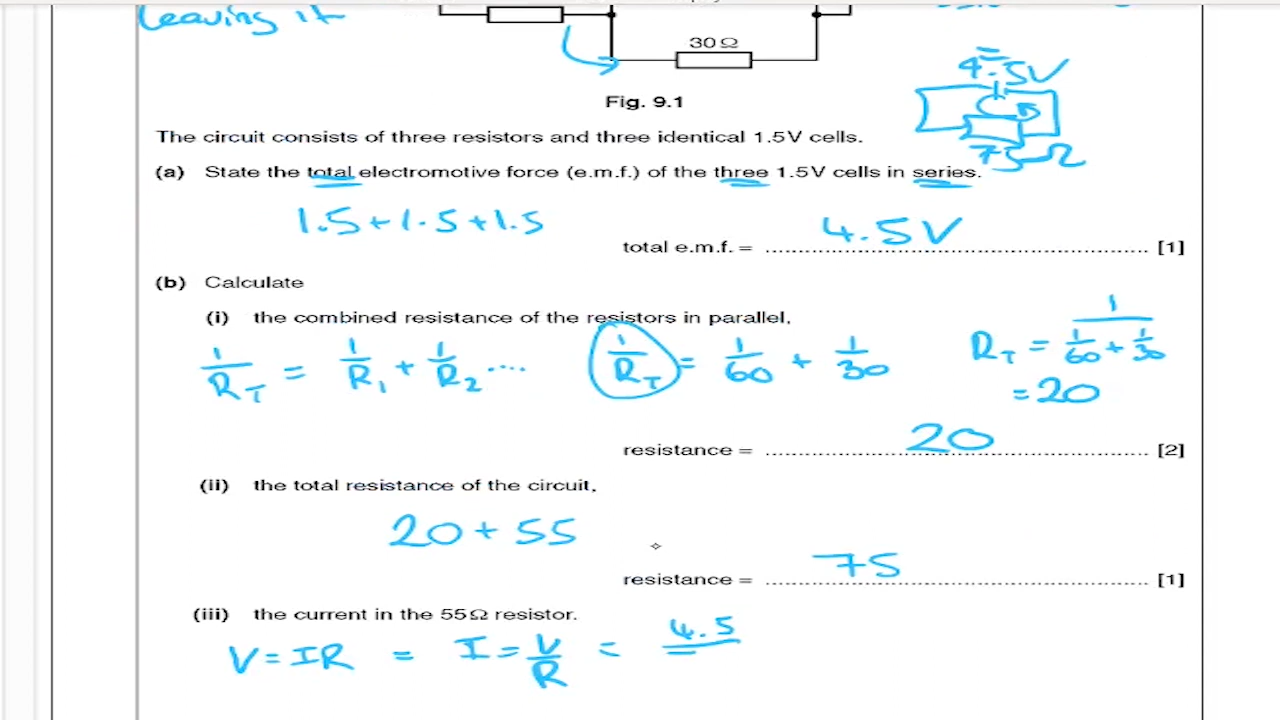 leaving it
30 Ω
4.5V
Fig. 9.1
75Ω
The circuit consists of three resistors and three identical 1.5V cells.
(a) State the total electromotive force (e.m.f.) of the three 1.5V cells in series.
1.5 + 1.5 + 1.5
total e.m.f. = 4.5V [1]
(b) Calculate
(i) the combined resistance of the resistors in parallel,
1/R_T = 1/R_1 + 1/R_2 .... 1/R_T = 1/60 + 1/30 R_T = 1/(1/60 + 1/30)
= 20
resistance = 20 [2]
(ii) the total resistance of the circuit,
20 + 55
resistance = 75 [1]
(iii) the current in the 55Ω resistor.
V = IR = I = V/R = 4.5